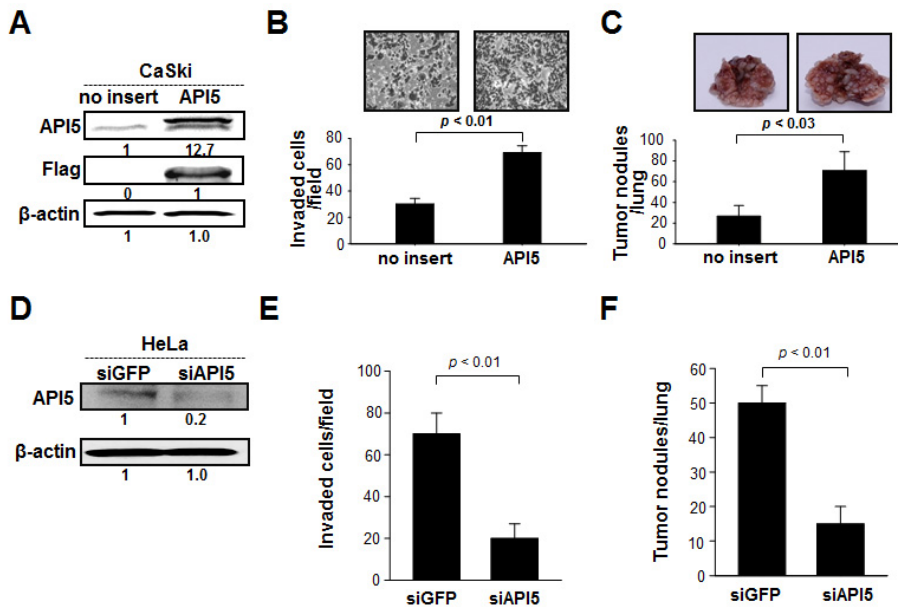 A
CaSki
no insert API5
API5
1 12.7
Flag
0 1
β-actin
1 1.0
B
p < 0.01
Invaded cells
/field
80
60
40
20
0
no insert API5
C
p < 0.03
Tumor nodules
/lung
100
80
60
40
20
0
no insert API5
D
HeLa
siGFP siAPI5
API5
1 0.2
β-actin
1 1.0
E
p < 0.01
Invaded cells/field
100
80
60
40
20
0
siGFP siAPI5
F
p < 0.01
Tumor nodules/lung
60
50
40
30
20
10
0
siGFP siAPI5